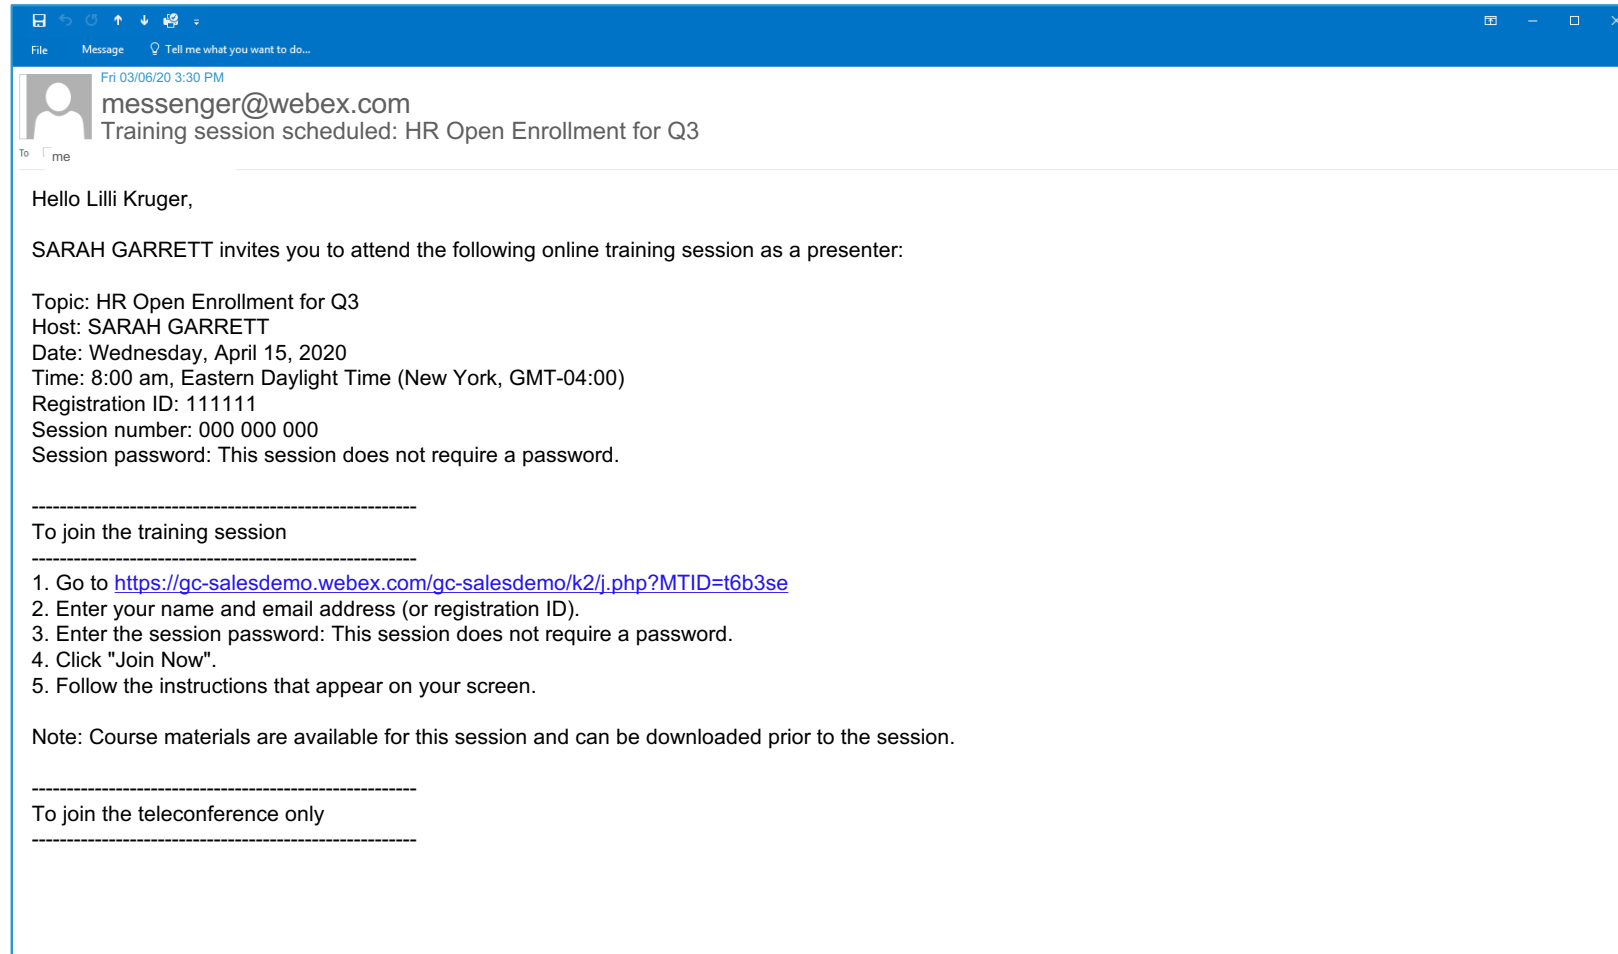 File Message Tell me what you want to do...
Fri 03/06/20 3:30 PM
messenger@webex.com
Training session scheduled: HR Open Enrollment for Q3
To me
Hello Lilli Kruger,
SARAH GARRETT invites you to attend the following online training session as a presenter:
Topic: HR Open Enrollment for Q3
Host: SARAH GARRETT
Date: Wednesday, April 15, 2020
Time: 8:00 am, Eastern Daylight Time (New York, GMT-04:00)
Registration ID: 111111
Session number: 000 000 000
Session password: This session does not require a password.
-------------------------------------------------------
To join the training session
-------------------------------------------------------
1. Go to https://gc-salesdemo.webex.com/gc-salesdemo/k2/j.php?MTID=t6b3se
2. Enter your name and email address (or registration ID).
3. Enter the session password: This session does not require a password.
4. Click "Join Now".
5. Follow the instructions that appear on your screen.
Note: Course materials are available for this session and can be downloaded prior to the session.
-------------------------------------------------------
To join the teleconference only
-------------------------------------------------------